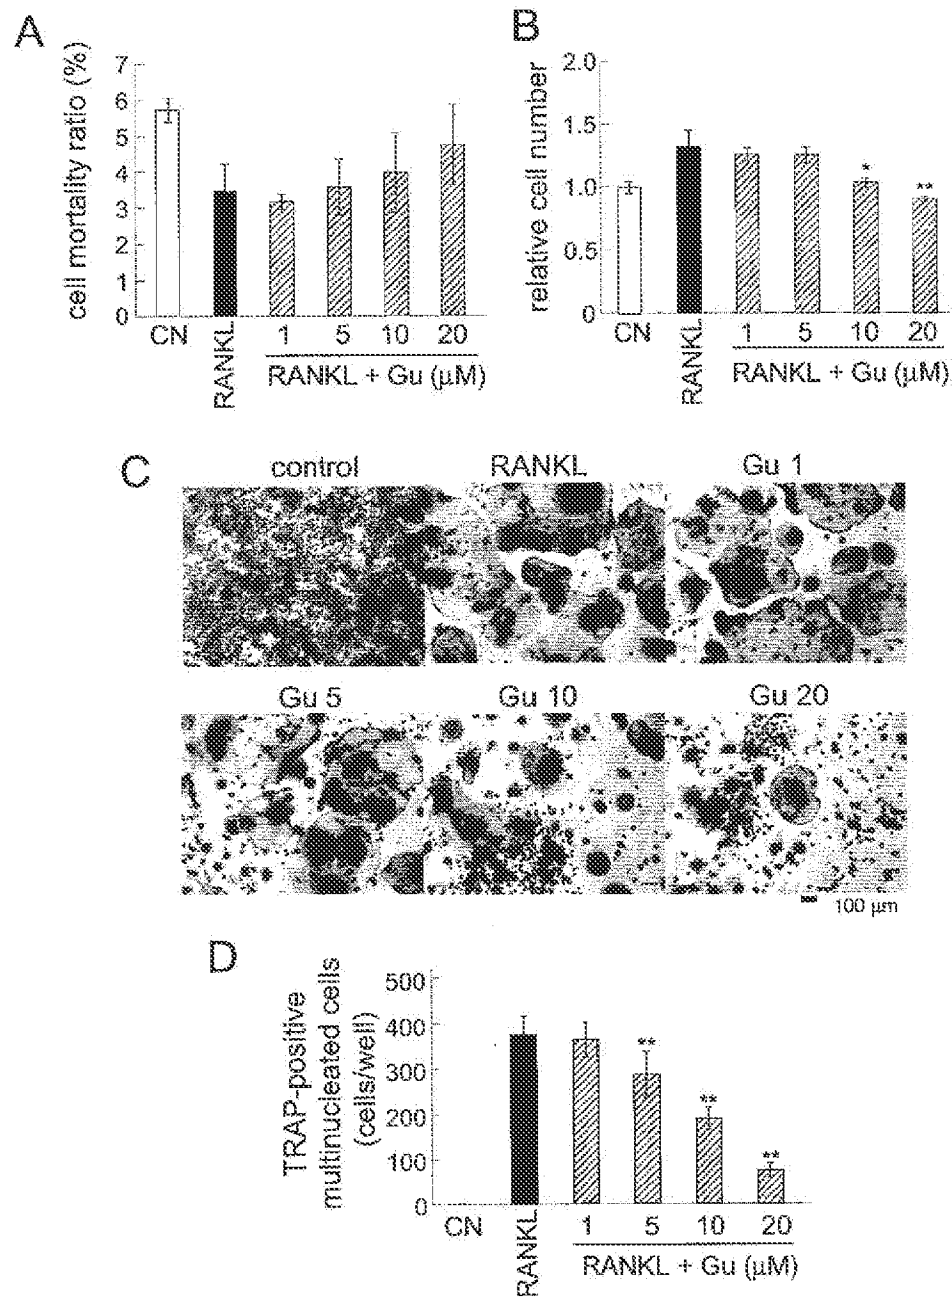 A
cell mortality ratio (%)
7
6
5
4
3
2
1
0
CN
RANKL
1
5
10
20
RANKL + Gu (µM)
B
relative cell number
2.0
1.5
1.0
0.5
0
*
**
CN
RANKL
1
5
10
20
RANKL + Gu (µM)
C
control
RANKL
Gu 1
Gu 5
Gu 10
Gu 20
100 µm
D
TRAP-positive
multinucleated cells
(cells/well)
500
400
300
200
100
0
**
**
**
CN
RANKL
1
5
10
20
RANKL + Gu (µM)